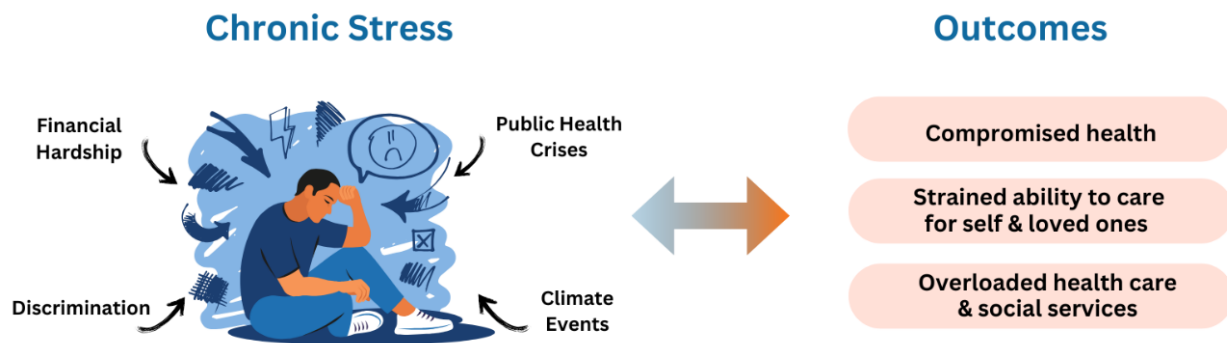 Chronic Stress
Financial
Hardship
Public Health
Crises
Discrimination
Climate
Events
Outcomes
Compromised health
Strained ability to care
for self & loved ones
Overloaded health care
& social services